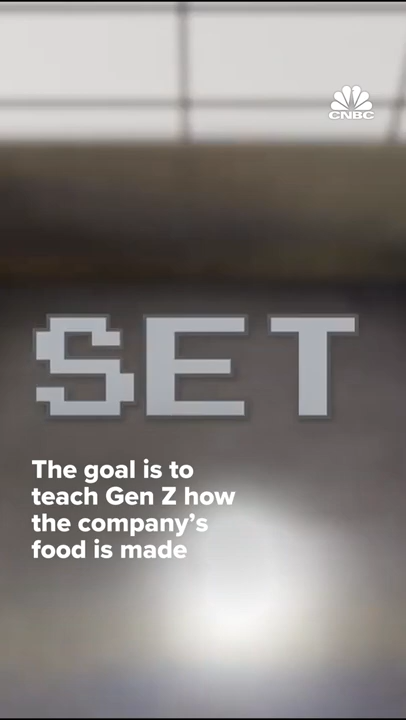 CNBC
SET
The goal is to
teach Gen Z how
the company’s
food is made